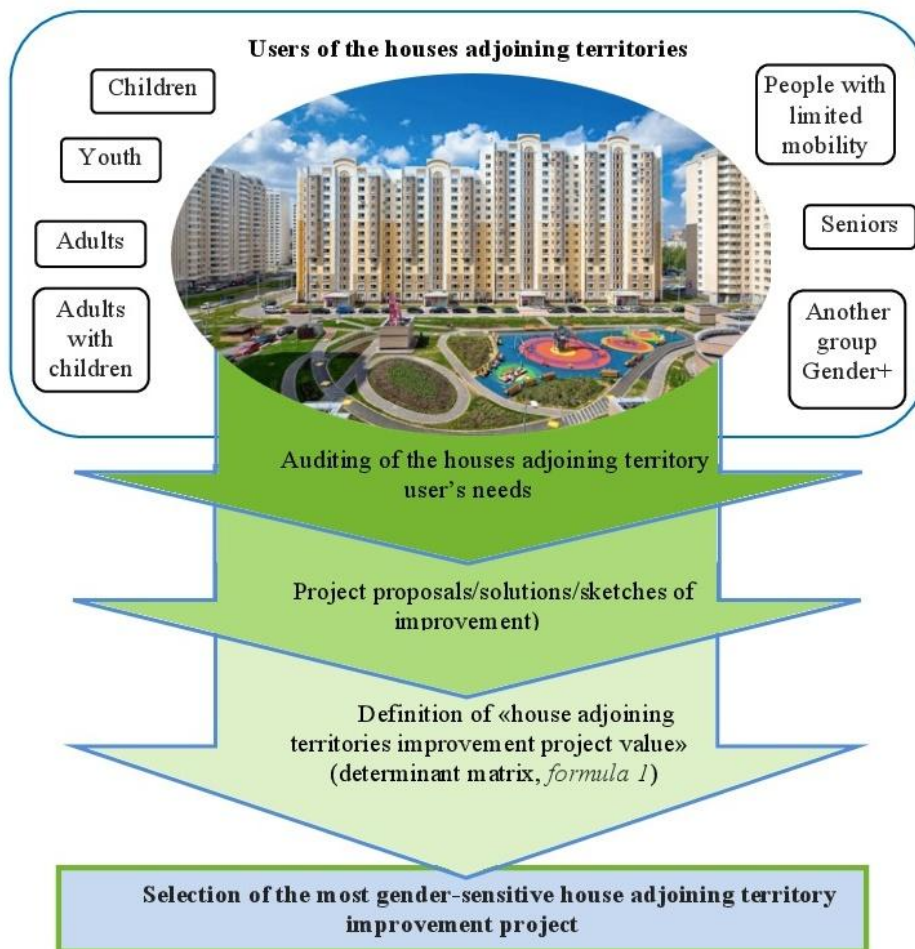 Users of the houses adjoining territories
Children
Youth
Adults
Adults
with
children
People with
limited
mobility
Seniors
Another
group
Gender+
Auditing of the houses adjoining territory
user's needs
Project proposals/solutions/sketches of
improvement)
Definition of «house adjoining
territories improvement project value»
(determinant matrix, formula 1)
Selection of the most gender-sensitive house adjoining territory
improvement project